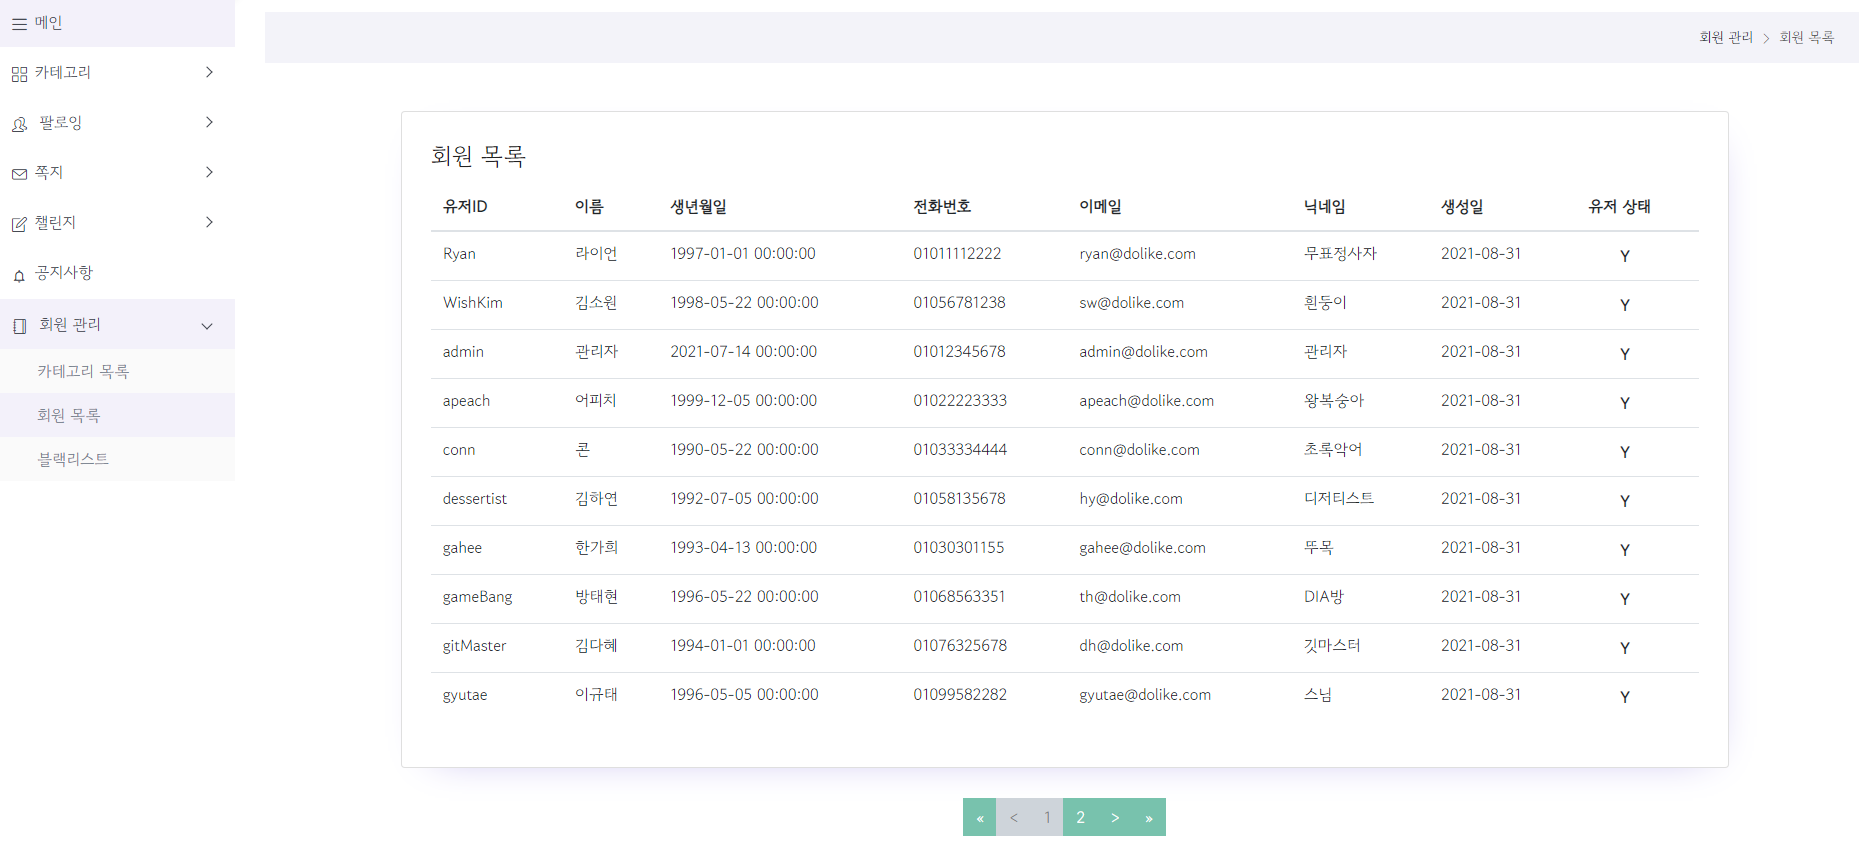 메인
카테고리
팔로잉
쪽지
챌린지
공지사항
회원 관리
카테고리 목록
회원 목록
블랙리스트
회원 관리 > 회원 목록
회원 목록
유저ID 이름 생년월일 전화번호 이메일 닉네임 생성일 유저 상태
Ryan 라이언 1997-01-01 00:00:00 01011112222 ryan@dolike.com 무표정사자 2021-08-31 Y
WishKim 김소원 1998-05-22 00:00:00 01056781238 sw@dolike.com 흰둥이 2021-08-31 Y
admin 관리자 2021-07-14 00:00:00 01012345678 admin@dolike.com 관리자 2021-08-31 Y
apeach 어피치 1999-12-05 00:00:00 01022223333 apeach@dolike.com 왕복숭아 2021-08-31 Y
conn 콘 1990-05-22 00:00:00 01033334444 conn@dolike.com 초록악어 2021-08-31 Y
dessertist 김하연 1992-07-05 00:00:00 01058135678 hy@dolike.com 디저티스트 2021-08-31 Y
gahee 한가희 1993-04-13 00:00:00 01030301155 gahee@dolike.com 뚜목 2021-08-31 Y
gameBang 방태현 1996-05-22 00:00:00 01068563351 th@dolike.com DIA방 2021-08-31 Y
gitMaster 김다혜 1994-01-01 00:00:00 01076325678 dh@dolike.com 깃마스터 2021-08-31 Y
gyutae 이규태 1996-05-05 00:00:00 01099582282 gyutae@dolike.com 스님 2021-08-31 Y
« < 1 2 > »